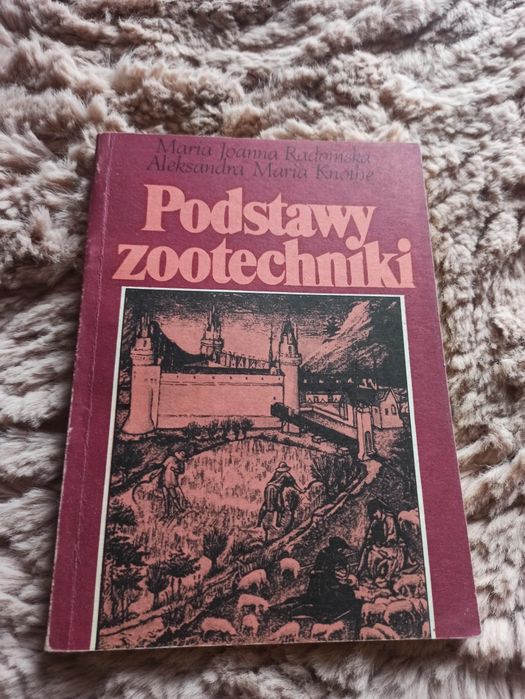 Maria Joanna Radomska
Aleksandra Maria Knothe
Podstawy
zootechniki